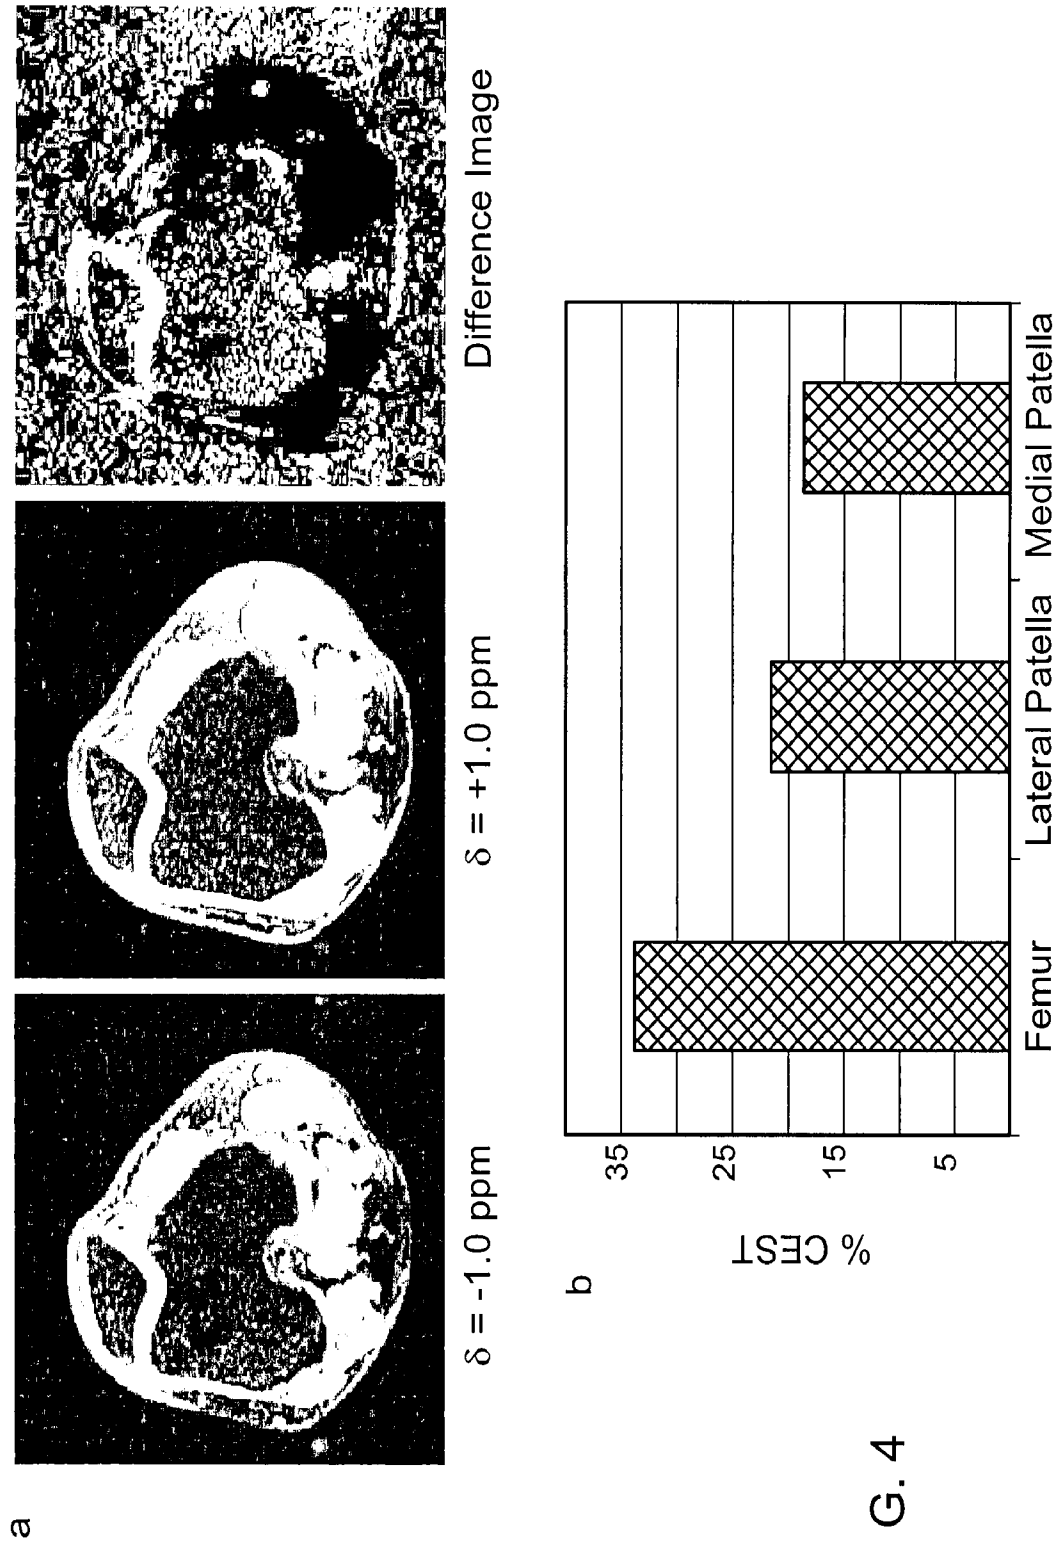 a
δ = -1.0 ppm
δ = +1.0 ppm
Difference Image
b
% CEST
35
25
15
5
Femur
Lateral Patella
Medial Patella
G. 4